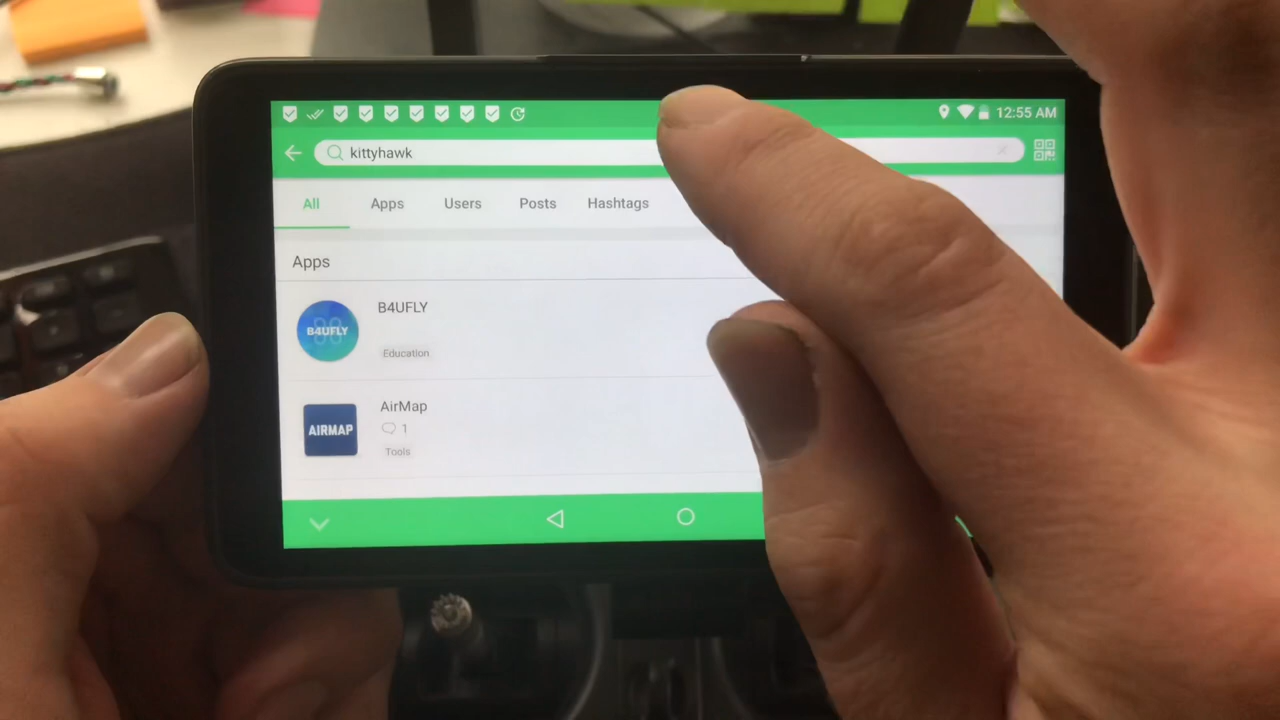 12:55 AM
kittyhawk
All Apps Users Posts Hashtags
Apps
B4UFLY
B4UFLY
Education
AirMap
AIRMAP
1
Tools